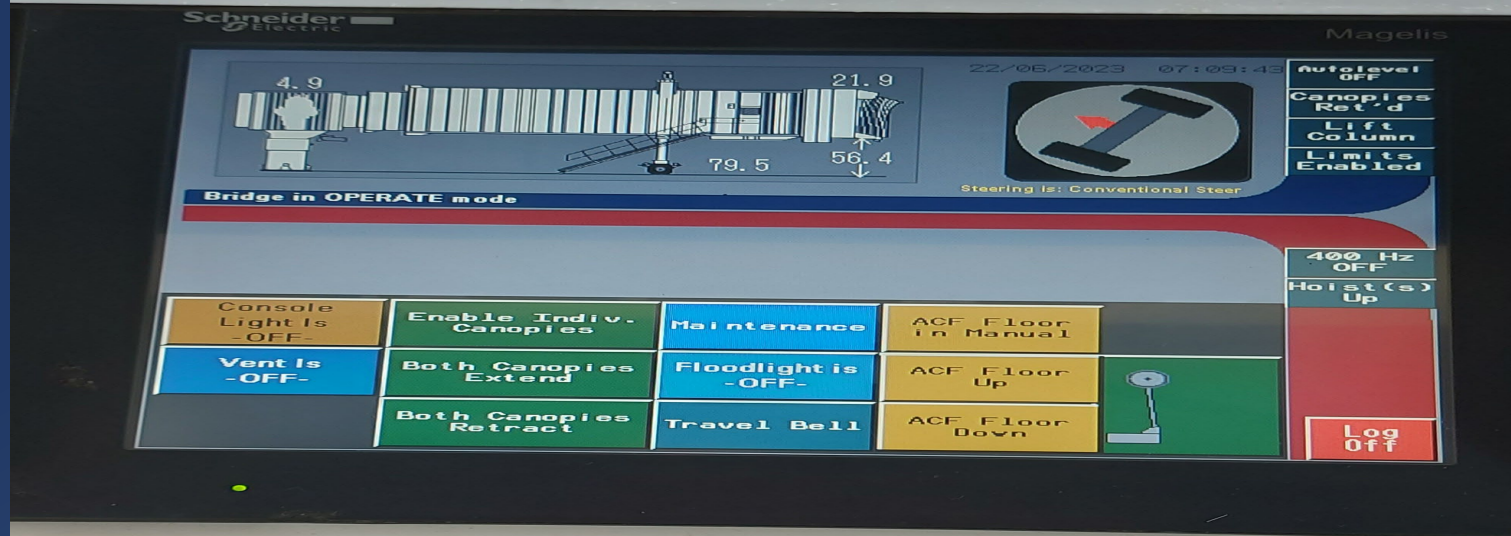 Schneider
Electric
Magelis
22/06/2023 07:09:43
4.9
21.9
79.5
56.4
Steering Is: Conventional Steer
Autolevel
OFF
Canopies
Ret'd
Lift
Column
Limits
Enabled
Bridge in OPERATE mode
400 Hz
OFF
Hoist(s)
Up
Console
Light Is
-OFF-
Enable Indiv.
Canopies
Maintenance
ACF Floor
in Manual
Vent Is
-OFF-
Both Canopies
Extend
Floodlight is
-OFF-
ACF Floor
Up
Both Canopies
Retract
Travel Bell
ACF Floor
Down
Log
Off